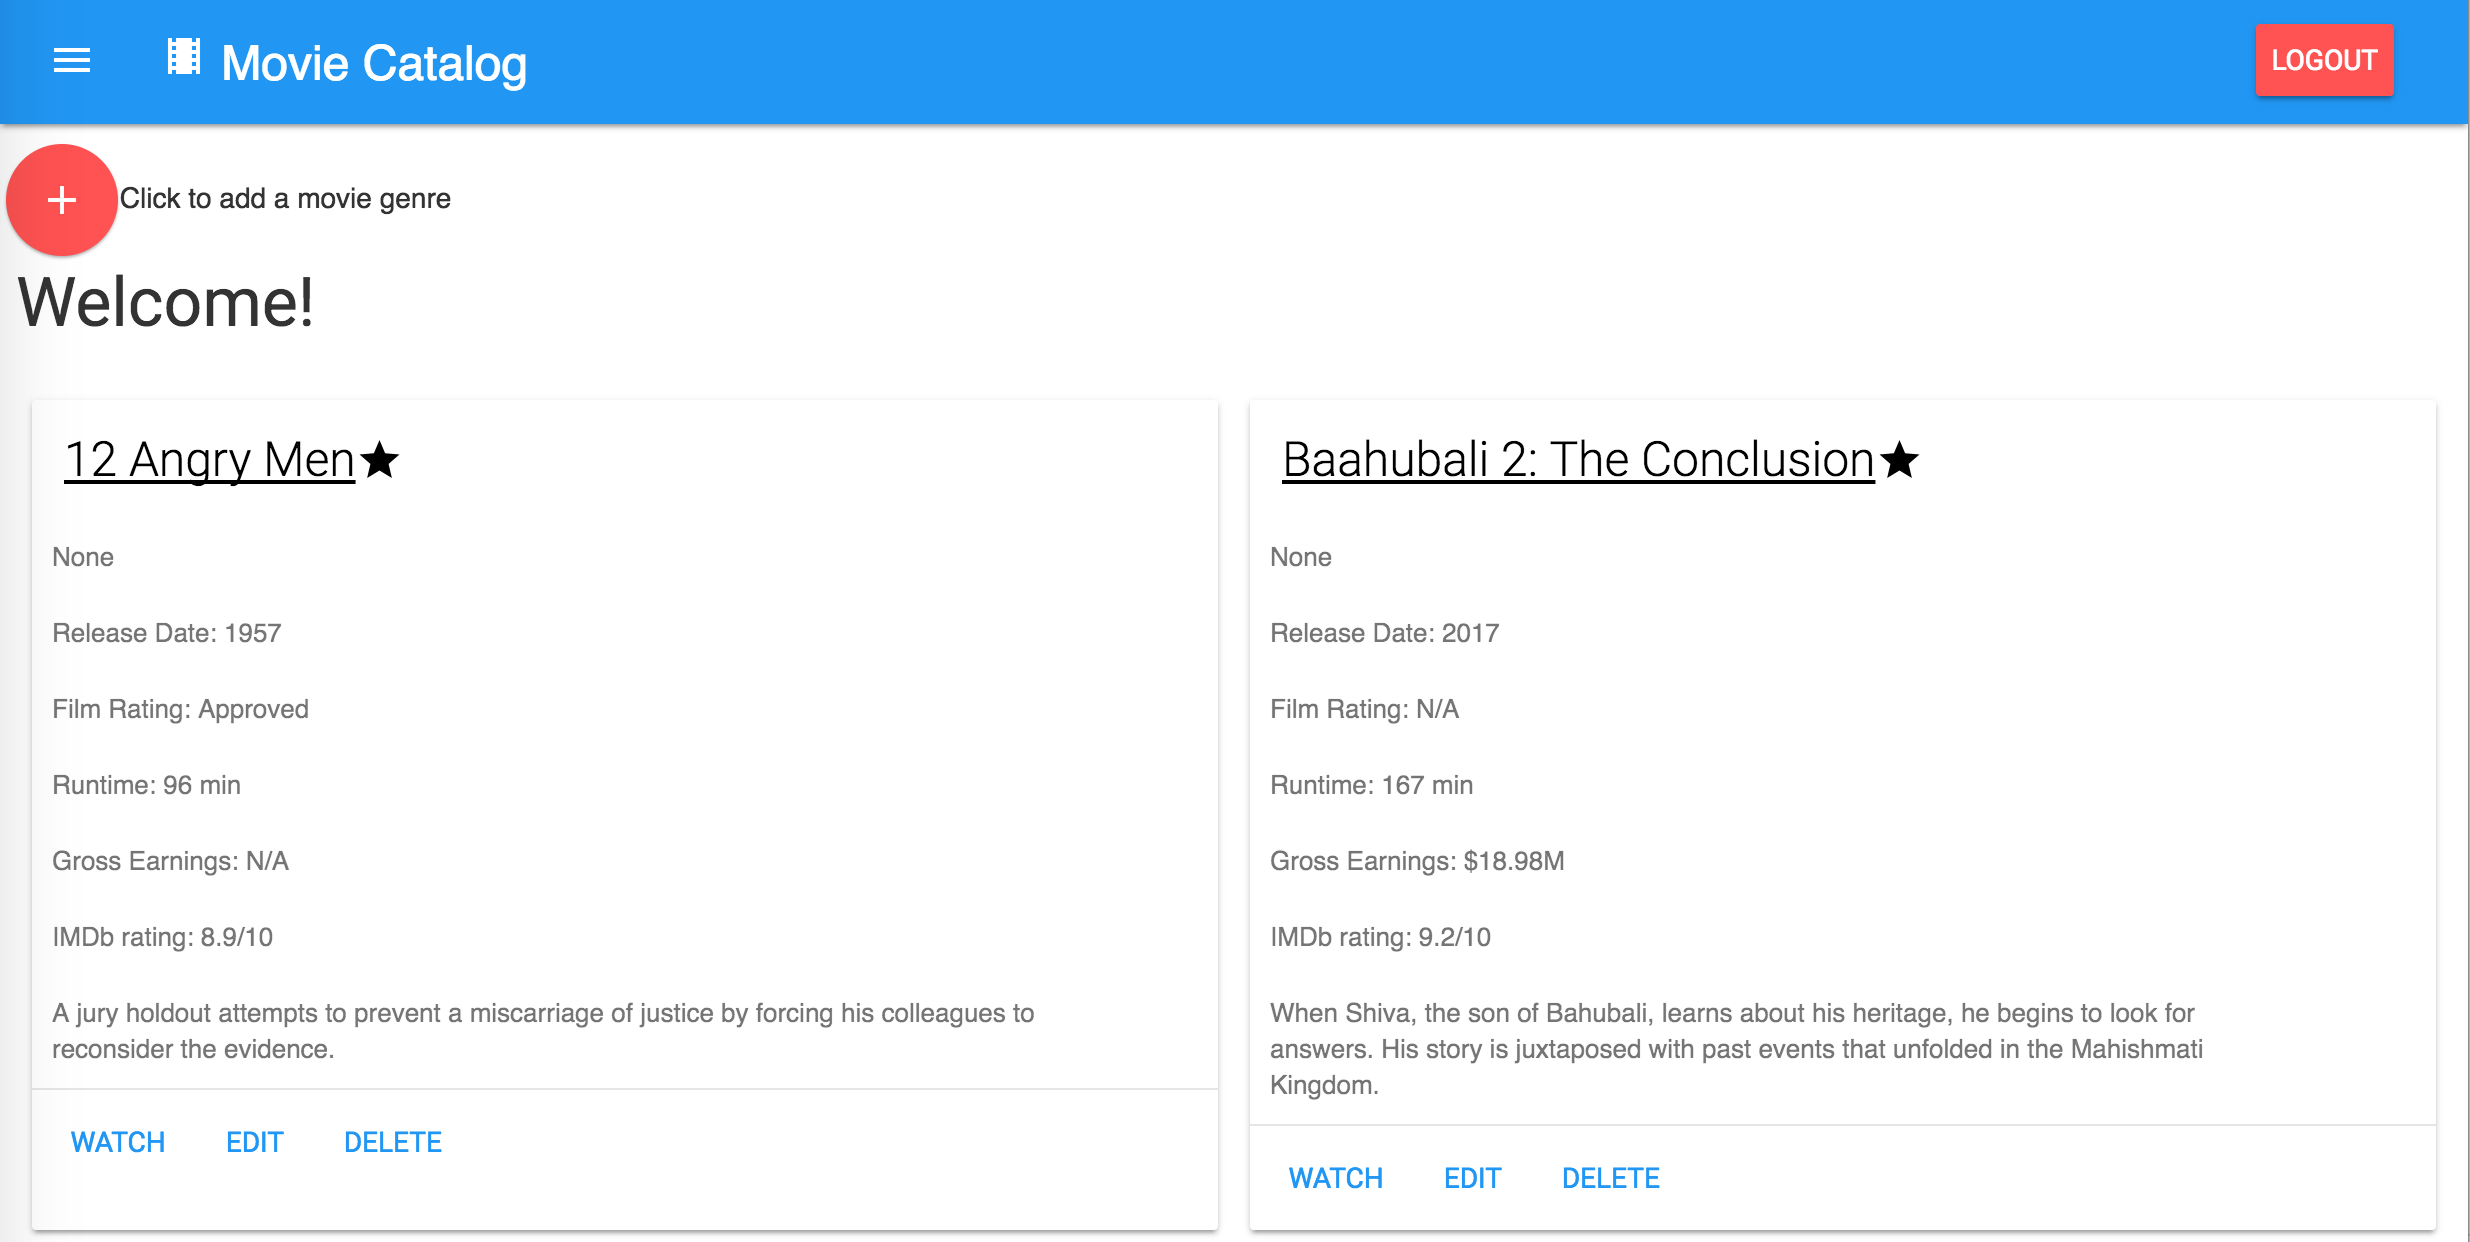 Movie Catalog
LOGOUT
Click to add a movie genre
Welcome!
12 Angry Men
None
Release Date: 1957
Film Rating: Approved
Runtime: 96 min
Gross Earnings: N/A
IMDb rating: 8.9/10
A jury holdout attempts to prevent a miscarriage of justice by forcing his colleagues to
reconsider the evidence.
WATCH EDIT DELETE
Baahubali 2: The Conclusion
None
Release Date: 2017
Film Rating: N/A
Runtime: 167 min
Gross Earnings: $18.98M
IMDb rating: 9.2/10
When Shiva, the son of Bahubali, learns about his heritage, he begins to look for
answers. His story is juxtaposed with past events that unfolded in the Mahishmati
Kingdom.
WATCH EDIT DELETE